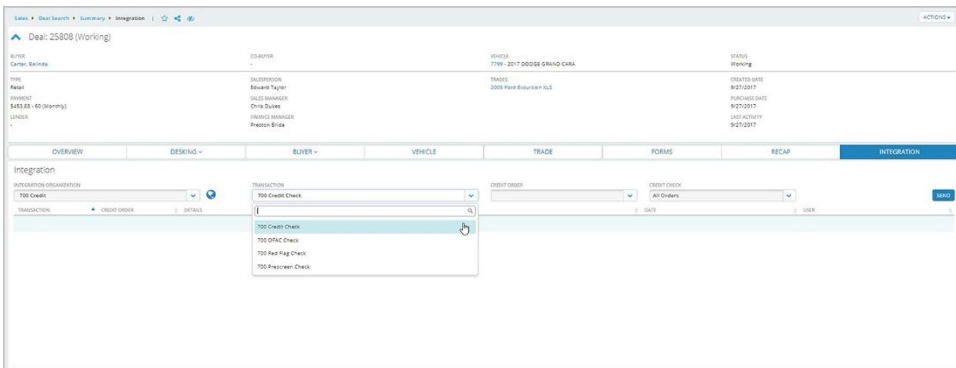 Sales Deal Search Summary Integration
ACTIONS
Deal: 25808 (Working)
BUYER CO-BUYER VEHICLE STATUS
Carter, Belinda - 7799 - 2017 DODGE GRAND CARA Working
TYPE SALESPERSON TRADES CREATED DATE
Retail Edward Taylor 2005 Ford Excursion XLS 9/27/2017
PAYMENT SALES MANAGER PURCHASE DATE
- 60 (Monthly) Chris Dukes 9/27/2017
LENDER FINANCE MANAGER LAST ACTIVITY
- Preston Bride 9/27/2017
OVERVIEW DESKING BUYER VEHICLE TRADE FORMS RECAP INTEGRATION
Integration
INTEGRATION ORGANIZATION TRANSACTION CREDIT ORDER CREDIT CHECK
700 Credit 700 Credit Check All Orders SEND
TRANSACTION CREDIT ORDER DETAILS DATE USER
700 Credit Check
700 OFAC Check
700 Red Flag Check
700 Prescreen Check